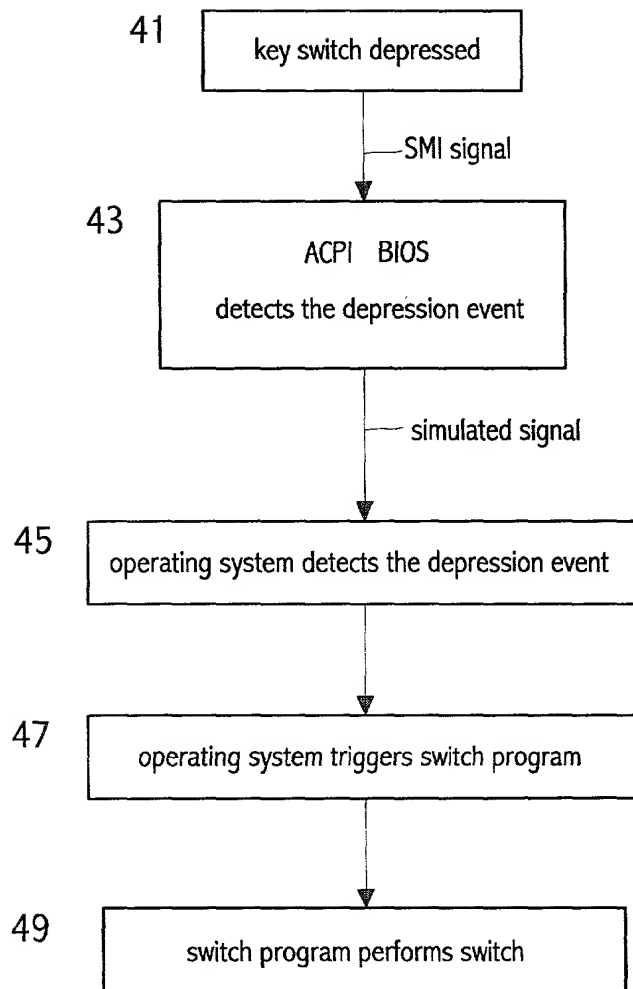 41
key switch depressed
SMI signal
43
ACPI BIOS
detects the depression event
simulated signal
45
operating system detects the depression event
47
operating system triggers switch program
49
switch program performs switch